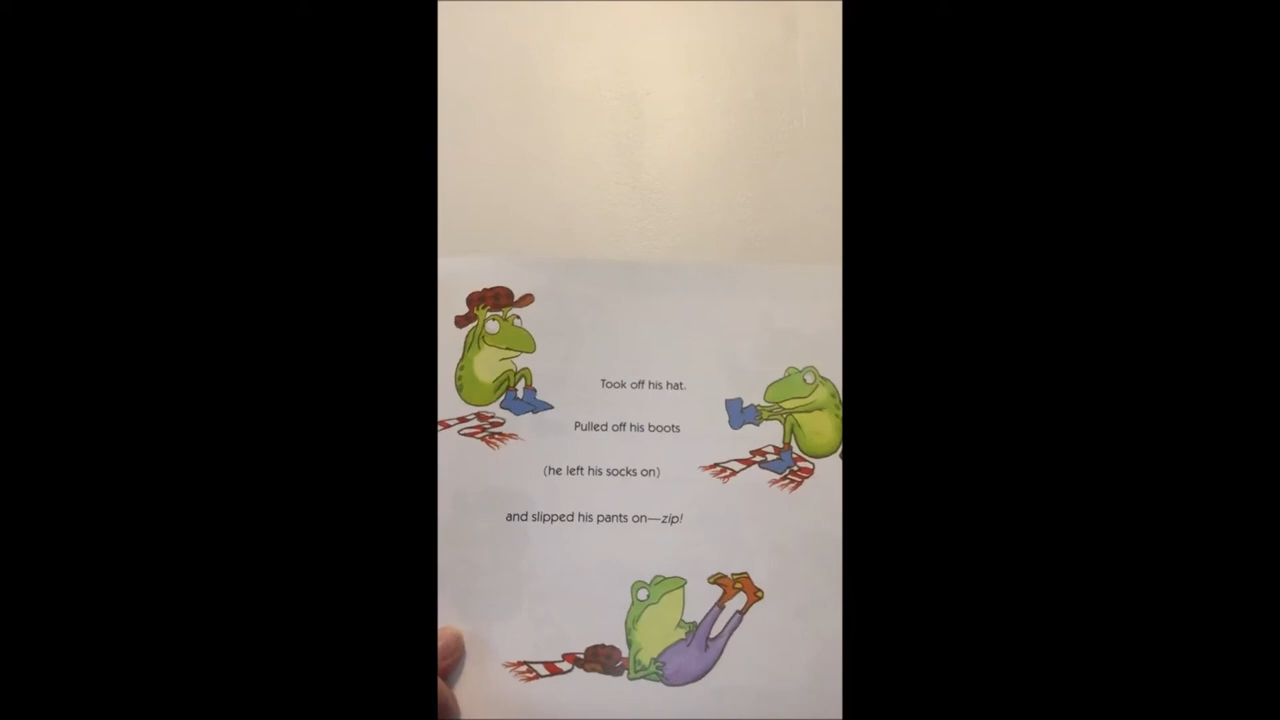 Took off his hat.
Pulled off his boots
(he left his socks on)
and slipped his pants on—zip!